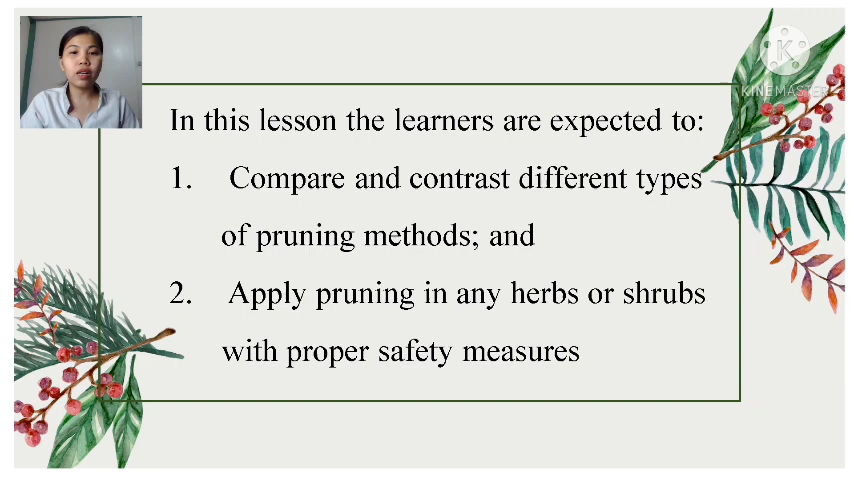 KINEMASTER
In this lesson the learners are expected to:
1. Compare and contrast different types
of pruning methods; and
2. Apply pruning in any herbs or shrubs
with proper safety measures